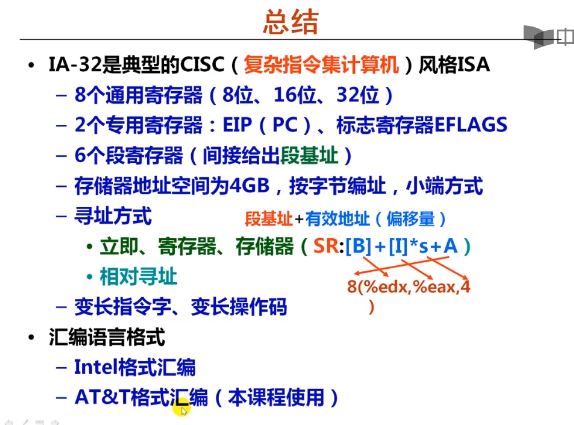 总结
中
• IA-32是典型的CISC（复杂指令集计算机）风格ISA
– 8个通用寄存器（8位、16位、32位）
– 2个专用寄存器：EIP（PC）、标志寄存器EFLAGS
– 6个段寄存器（间接给出段基址）
– 存储器地址空间为4GB，按字节编址，小端方式
– 寻址方式 段基址+有效地址（偏移量）
• 立即、寄存器、存储器（SR:[B]+[I]*s+A ）
• 相对寻址
8(%edx,%eax,4
)
– 变长指令字、变长操作码
• 汇编语言格式
– Intel格式汇编
– AT&T格式汇编（本课程使用）